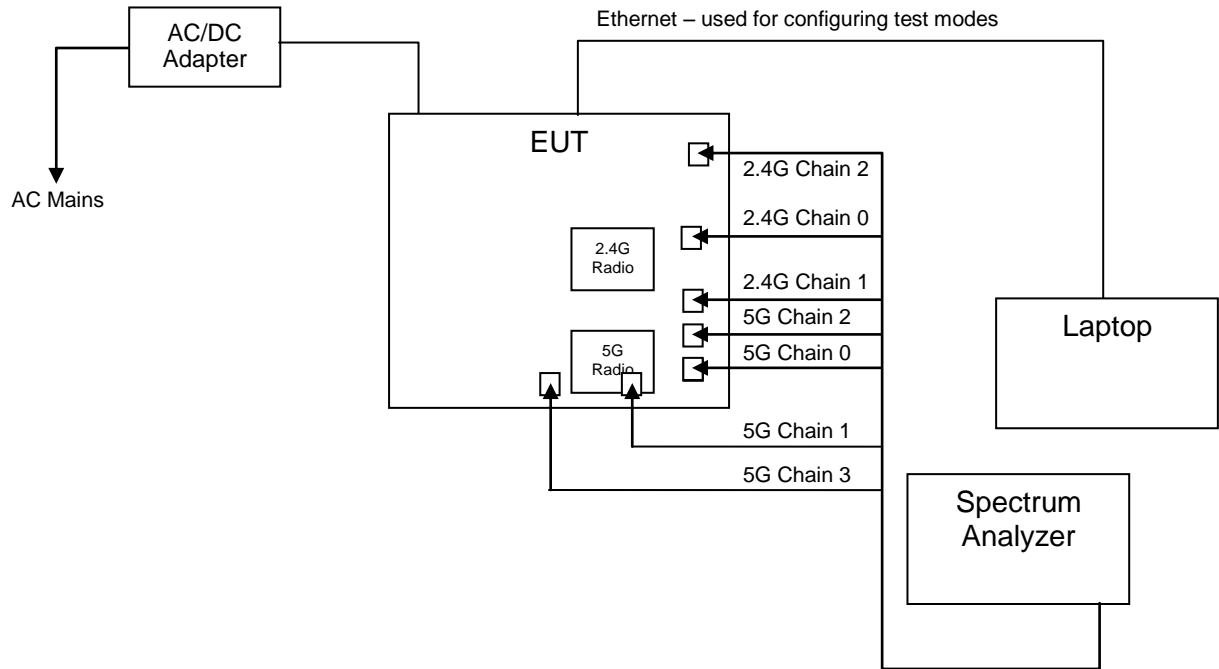 Ethernet – used for configuring test modes
AC/DC
Adapter
AC Mains
EUT
2.4G Chain 2
2.4G Chain 0
2.4G
Radio
2.4G Chain 1
5G Chain 2
5G Chain 0
5G
Radio
5G Chain 1
5G Chain 3
Laptop
Spectrum
Analyzer